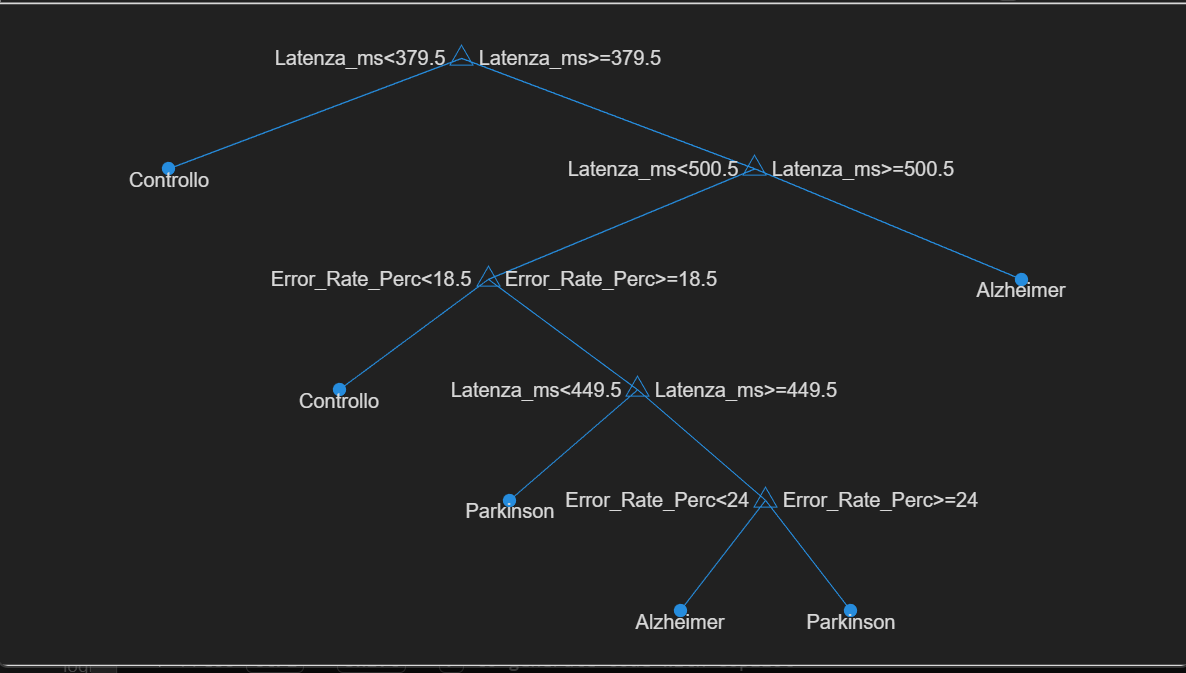 Latenza_ms<379.5 Latenza_ms>=379.5
Controllo
Latenza_ms<500.5 Latenza_ms>=500.5
Error_Rate_Perc<18.5 Error_Rate_Perc>=18.5
Alzheimer
Controllo
Latenza_ms<449.5 Latenza_ms>=449.5
Parkinson
Error_Rate_Perc<24 Error_Rate_Perc>=24
Alzheimer
Parkinson